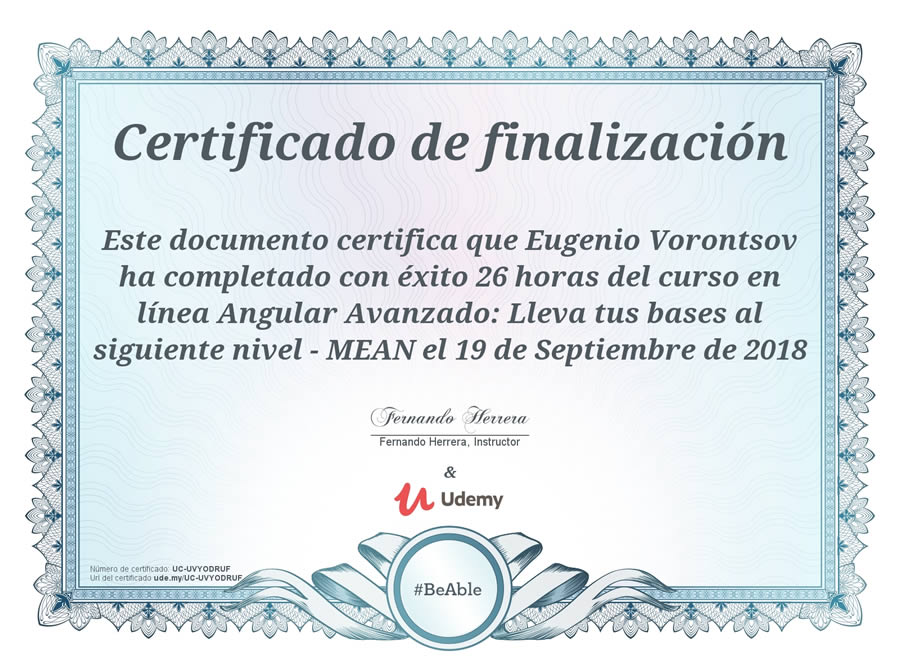 Certificado de finalización
Este documento certifica que Eugenio Vorontsov
ha completado con éxito 26 horas del curso en
línea Angular Avanzado: Lleva tus bases al
siguiente nivel - MEAN el 19 de Septiembre de 2018
Fernando Herrera
Fernando Herrera, Instructor
&
Udemy
Número de certificado: UC-UVYODRUF
Url del certificado ude.my/UC-UVYODRUF
#BeAble